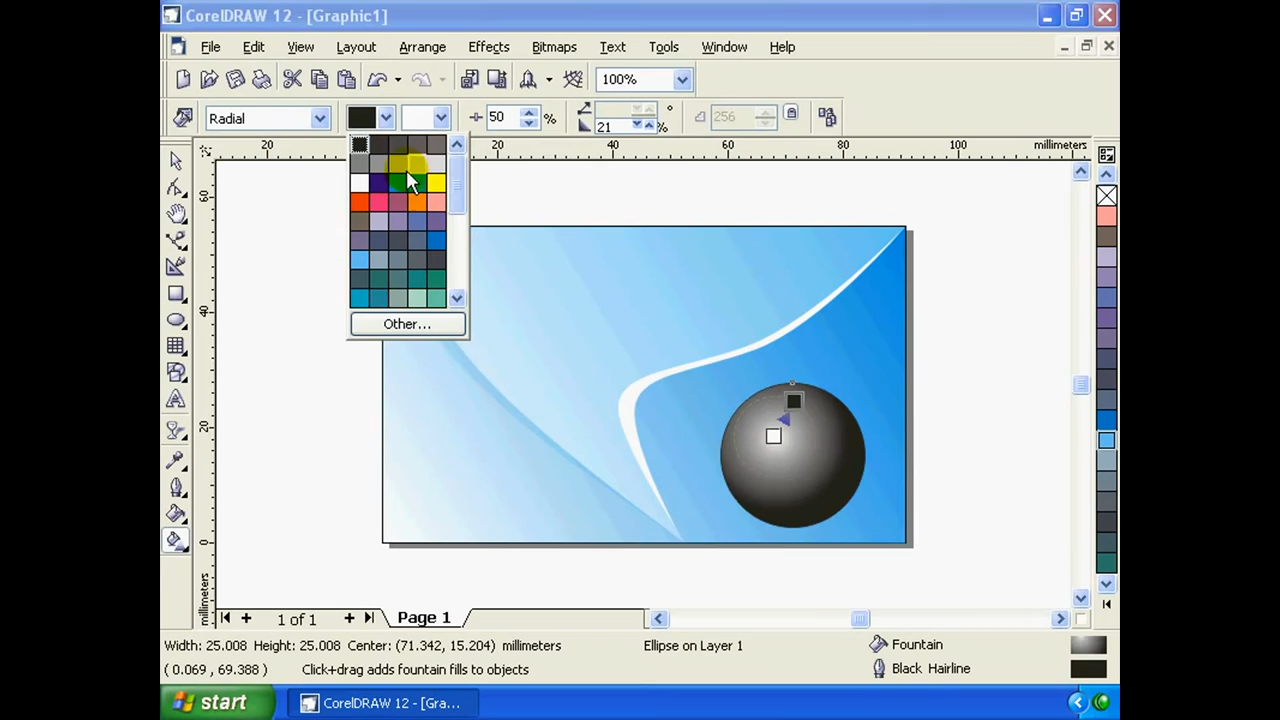 CorelDRAW 12 - [Graphic1]
File Edit View Layout Arrange Effects Bitmaps Text Tools Window Help
100%
Radial 50 % ° 21 % 256
20 20 40 60 80 100 millimeters
60
40
20
0
millimeters
Other...
1 of 1 Page 1
Width: 25.008 Height: 25.008 Center: (71.342, 15.204) millimeters Ellipse on Layer 1 Fountain
( 0.069 , 69.388 ) Click+drag adds fountain fills to objects Black Hairline
start CorelDRAW 12 - [Gra...